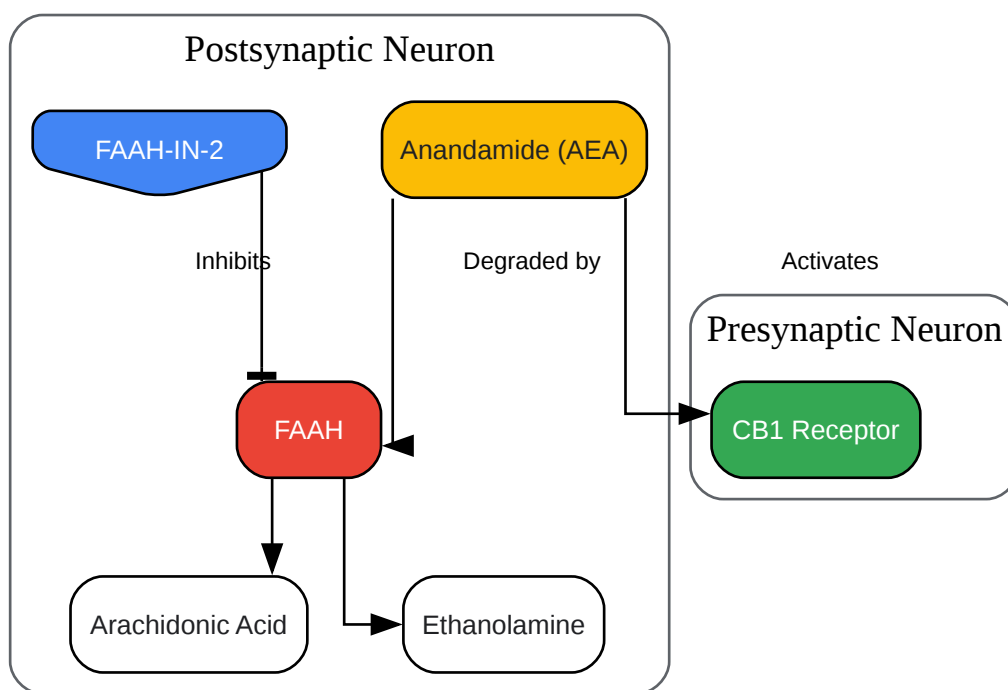 Postsynaptic Neuron
FAAH-IN-2
Anandamide (AEA)
Inhibits
Degraded by
Activates
Presynaptic Neuron
FAAH
CB1 Receptor
Arachidonic Acid
Ethanolamine